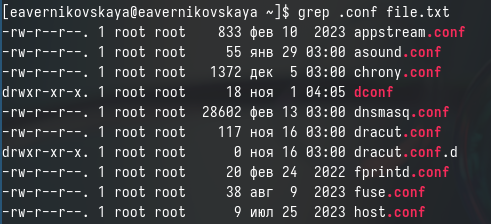 [eavernikovskaya@eavernikovskaya ~]$ grep .conf file.txt
-rw-r--r--. 1 root root   833 фев 10  2023 appstream.conf
-rw-r--r--. 1 root root    55 янв 29 03:00 asound.conf
-rw-r--r--. 1 root root  1372 дек  5 03:00 chrony.conf
drwxr-xr-x. 1 root root    18 ноя  1 04:05 dconf
-rw-r--r--. 1 root root 28602 фев 13 03:00 dnsmasq.conf
-rw-r--r--. 1 root root   117 ноя 16 03:00 dracut.conf
drwxr-xr-x. 1 root root     0 ноя 16 03:00 dracut.conf.d
-rw-r--r--. 1 root root    20 фев 24  2022 fprintd.conf
-rw-r--r--. 1 root root    38 авг  9  2023 fuse.conf
-rw-r--r--. 1 root root     9 июл 25  2023 host.conf